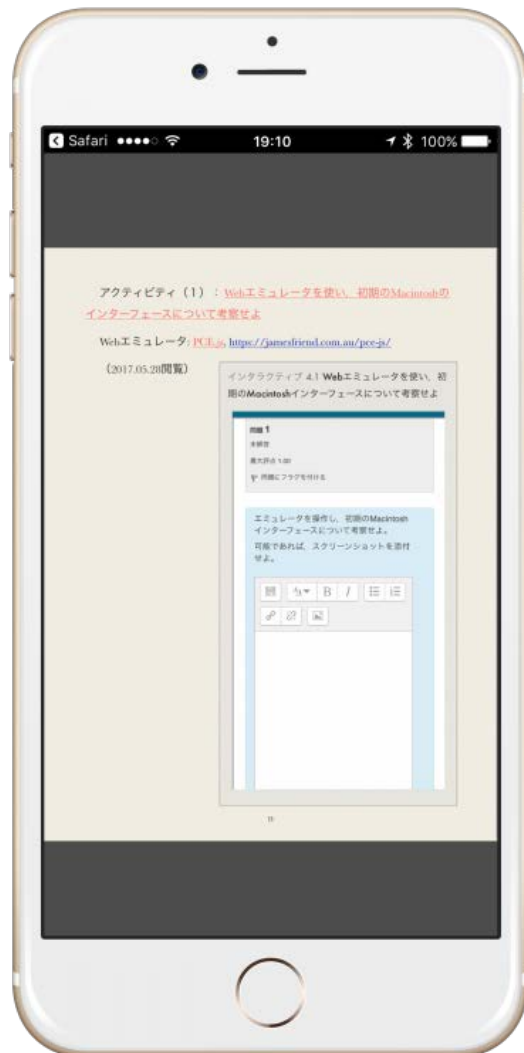 Safari 19:10 100%
アクティビティ（1）：Webエミュレータを使い，初期のMacintoshの
インターフェースについて考察せよ
Webエミュレータ: PCE.js, https://jamesfriend.com.au/pce-js/
（2017.05.28閲覧）
インタラクティブ 4.1 Webエミュレータを使い，初
期のMacintoshインターフェースについて考察せよ
問題 1
未解答
最大評点 1.00
問題にフラグを付ける
エミュレータを操作し，初期のMacintosh
インターフェースについて考察せよ。
可能であれば，スクリーンショットを添付
せよ。
B I